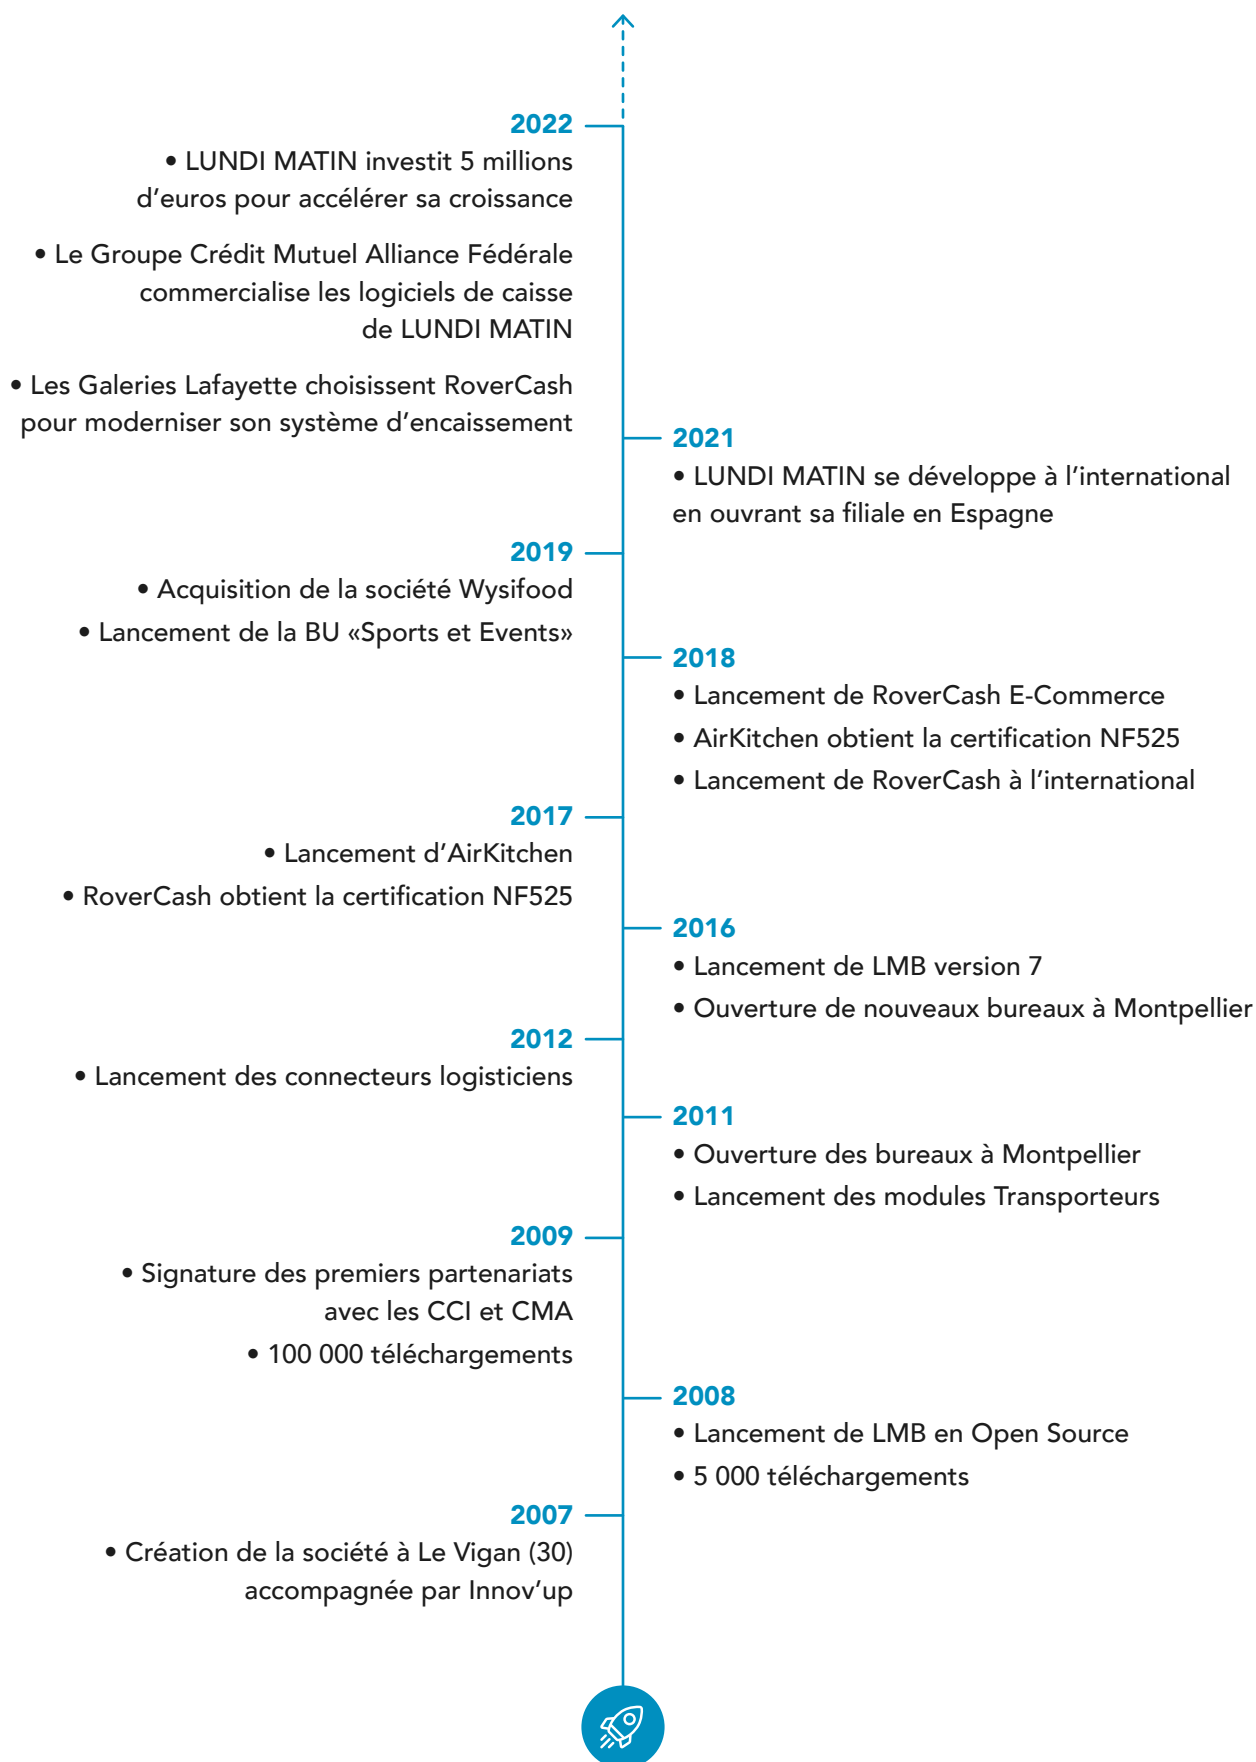 2022
• LUNDI MATIN investit 5 millions
d’euros pour accélérer sa croissance
• Le Groupe Crédit Mutuel Alliance Fédérale
commercialise les logiciels de caisse
de LUNDI MATIN
• Les Galeries Lafayette choisissent RoverCash
pour moderniser son système d’encaissement
2021
• LUNDI MATIN se développe à l’international
en ouvrant sa filiale en Espagne
2019
• Acquisition de la société Wysifood
• Lancement de la BU «Sports et Events»
2018
• Lancement de RoverCash E-Commerce
• AirKitchen obtient la certification NF525
• Lancement de RoverCash à l’international
2017
• Lancement d’AirKitchen
• RoverCash obtient la certification NF525
2016
• Lancement de LMB version 7
• Ouverture de nouveaux bureaux à Montpellier
2012
• Lancement des connecteurs logisticiens
2011
• Ouverture des bureaux à Montpellier
• Lancement des modules Transporteurs
2009
• Signature des premiers partenariats
avec les CCI et CMA
• 100 000 téléchargements
2008
• Lancement de LMB en Open Source
• 5 000 téléchargements
2007
• Création de la société à Le Vigan (30)
accompagnée par Innov’up